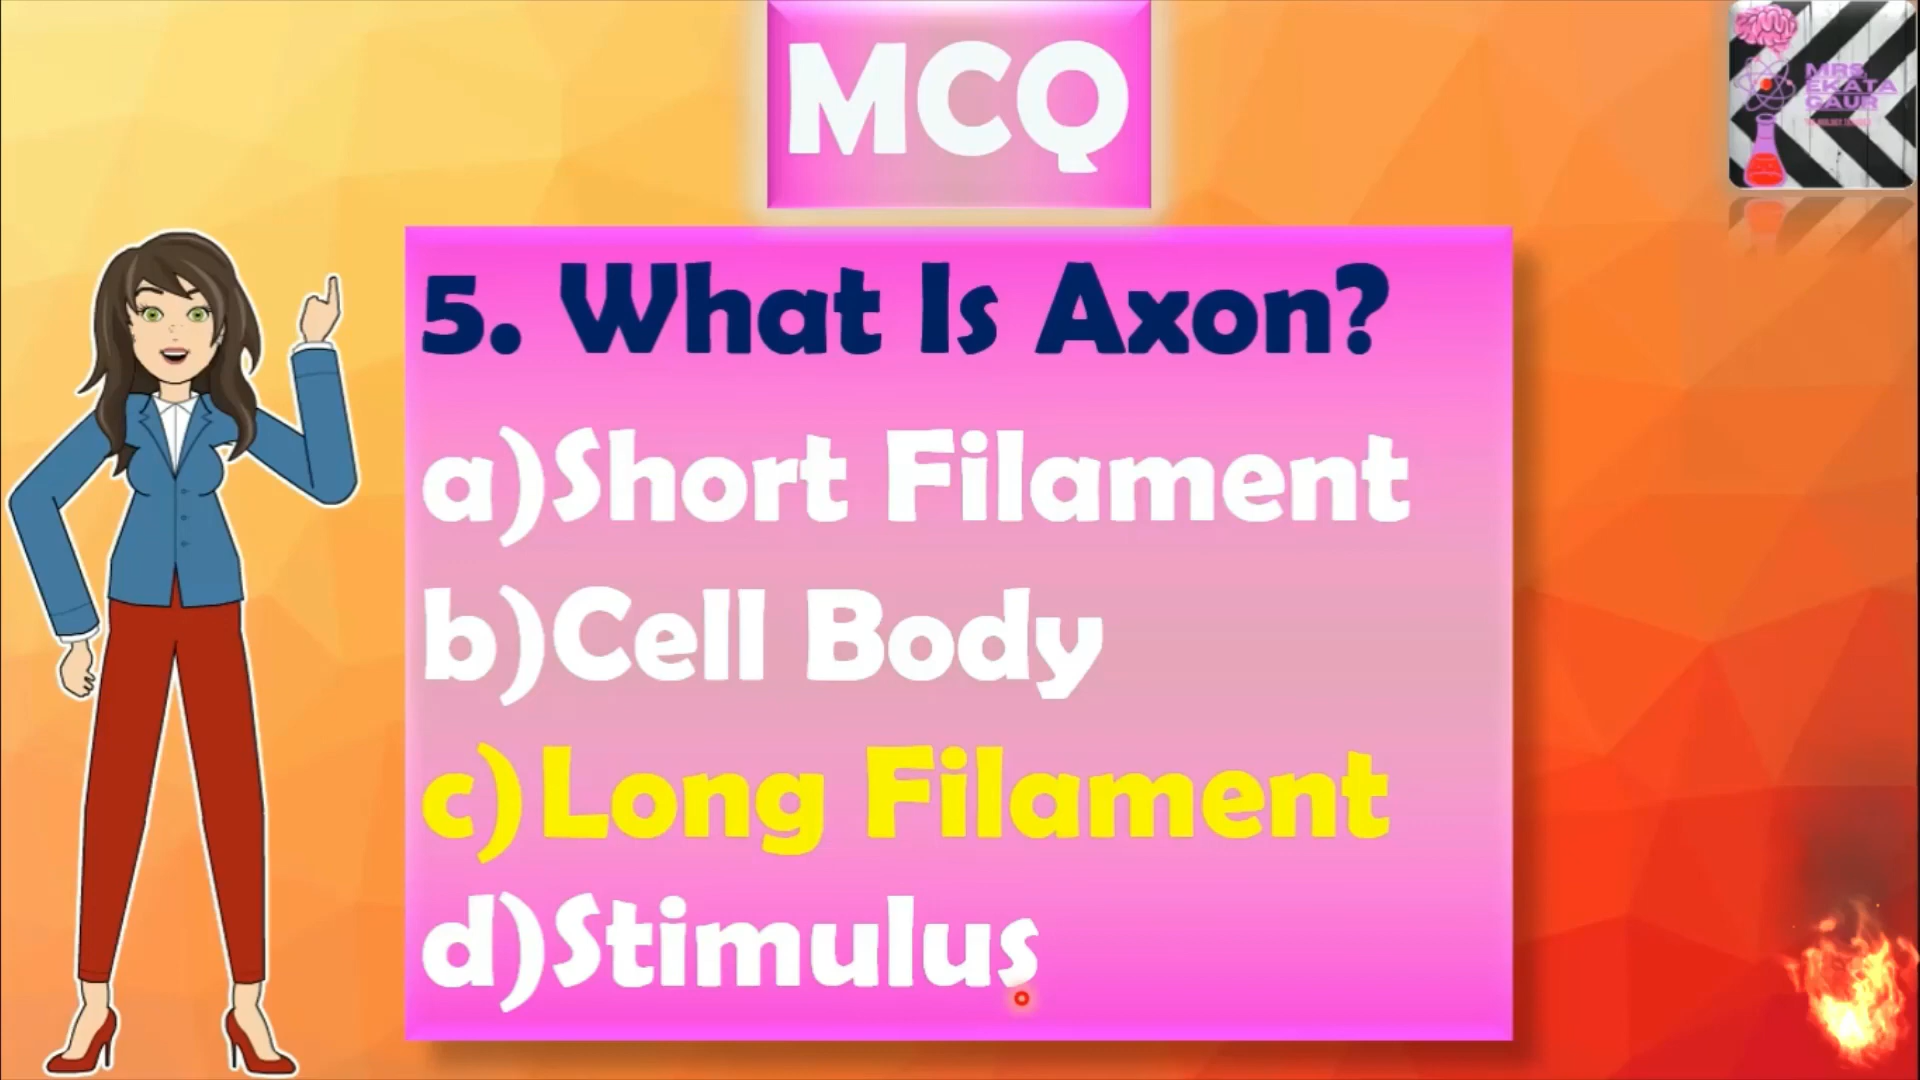 MCQ
MRS.
EKATA
GAUR
5. What Is Axon?
a)Short Filament
b)Cell Body
c)Long Filament
d)Stimulus